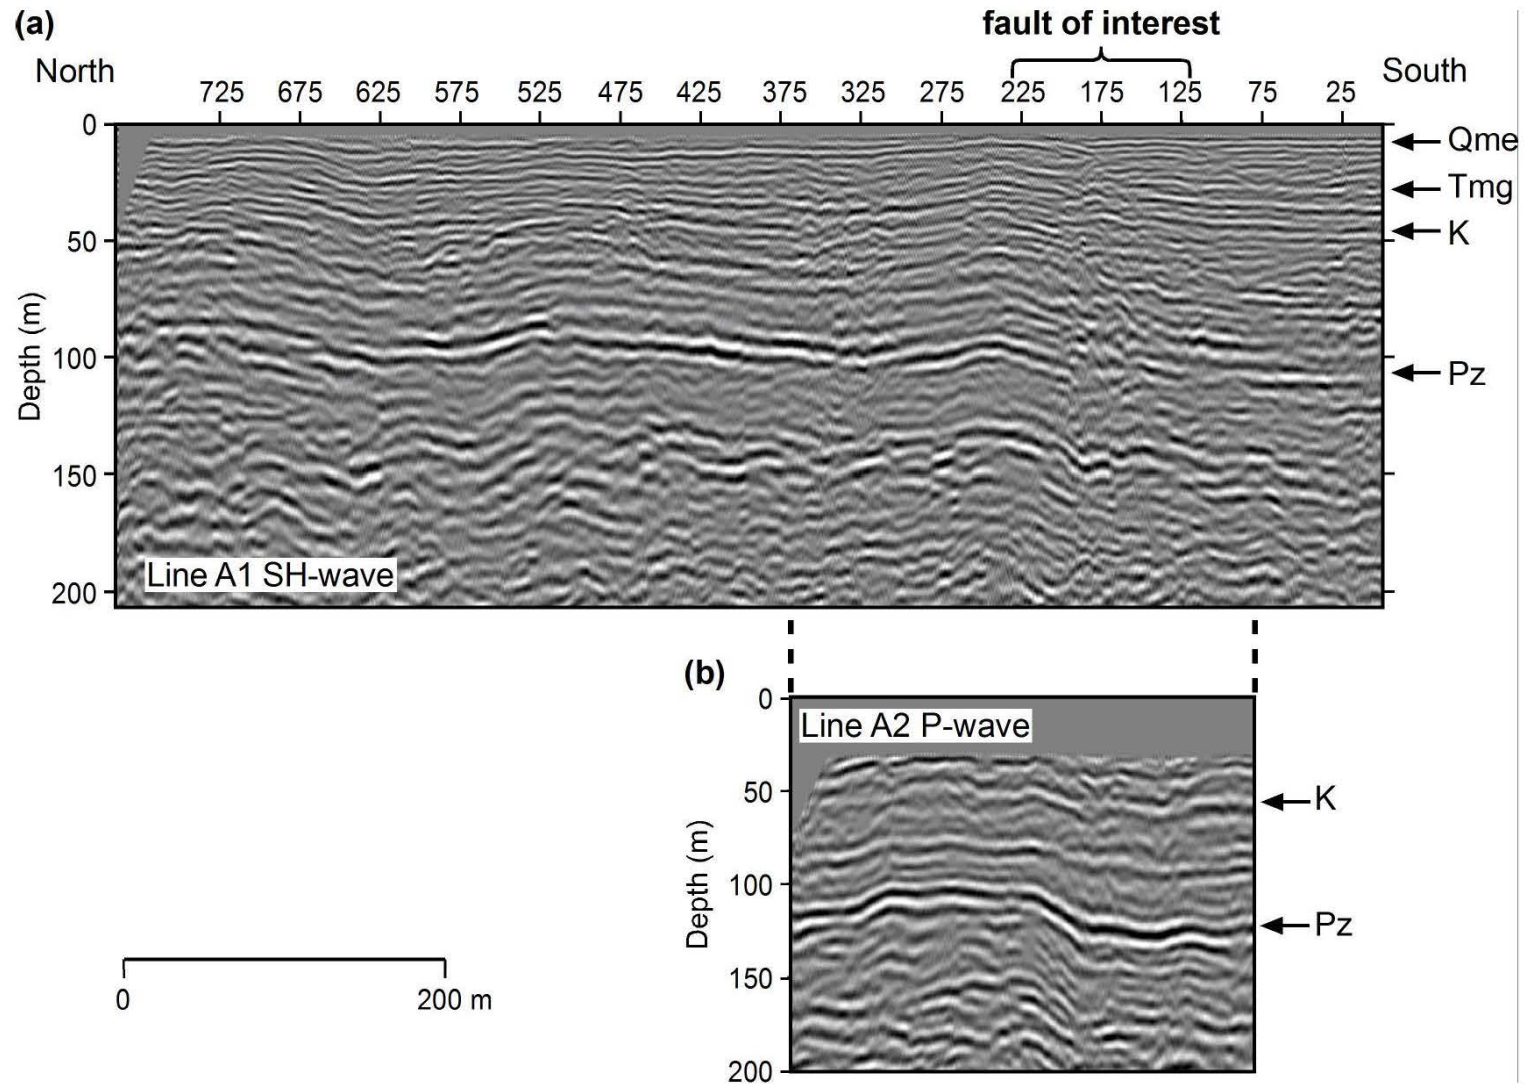 (a)
fault of interest
North
South
725 675 625 575 525 475 425 375 325 275 225 175 125 75 25
0
Qme
Tmg
K
50
Depth (m)
100
Pz
150
Line A1 SH-wave
200
(b)
0
Line A2 P-wave
50
K
Depth (m)
100
Pz
150
0
200 m
200